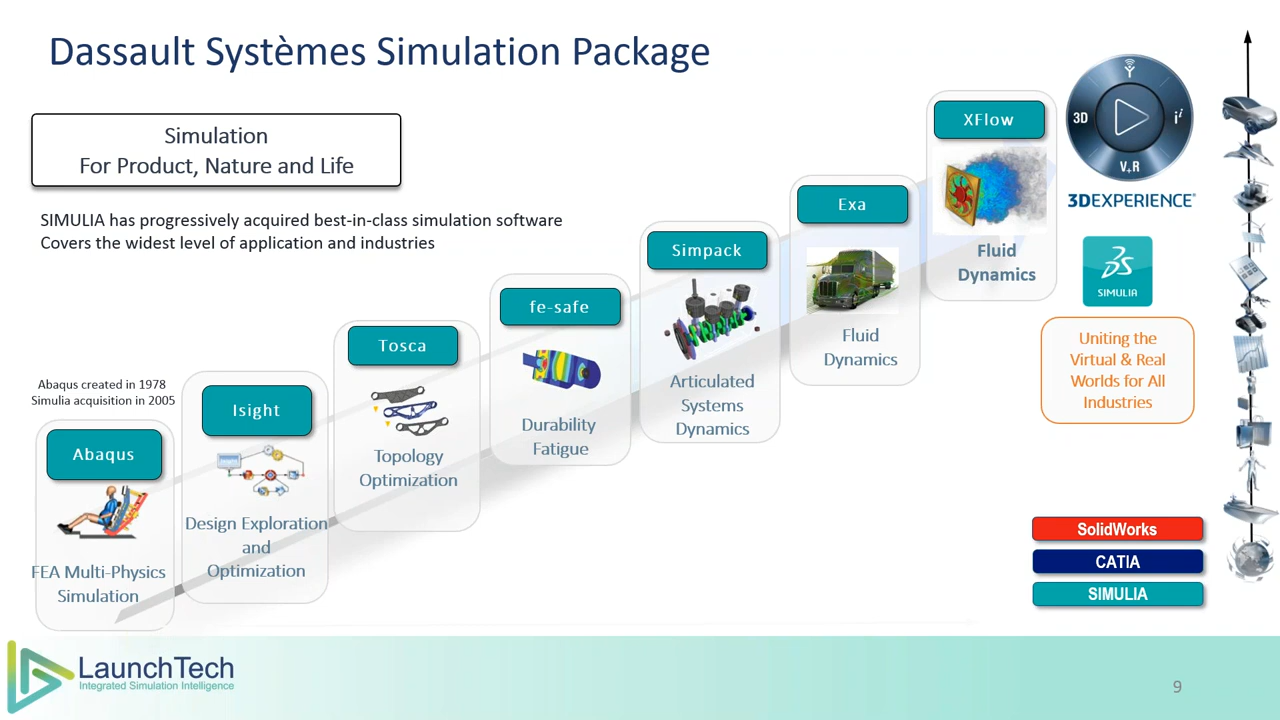 Dassault Systèmes Simulation Package
Simulation
For Product, Nature and Life
SIMULIA has progressively acquired best-in-class simulation software
Covers the widest level of application and industries
Abaqus created in 1978
Simulia acquisition in 2005
Abaqus
FEA Multi-Physics
Simulation
Isight
Design Exploration
and
Optimization
Tosca
Topology
Optimization
fe-safe
Durability
Fatigue
Simpack
Articulated
Systems
Dynamics
Exa
Fluid
Dynamics
XFlow
Fluid
Dynamics
3D
i²
V+R
3DEXPERIENCE®
SIMULIA
Uniting the
Virtual & Real
Worlds for All
Industries
SolidWorks
CATIA
SIMULIA
LaunchTech
Integrated Simulation Intelligence
9